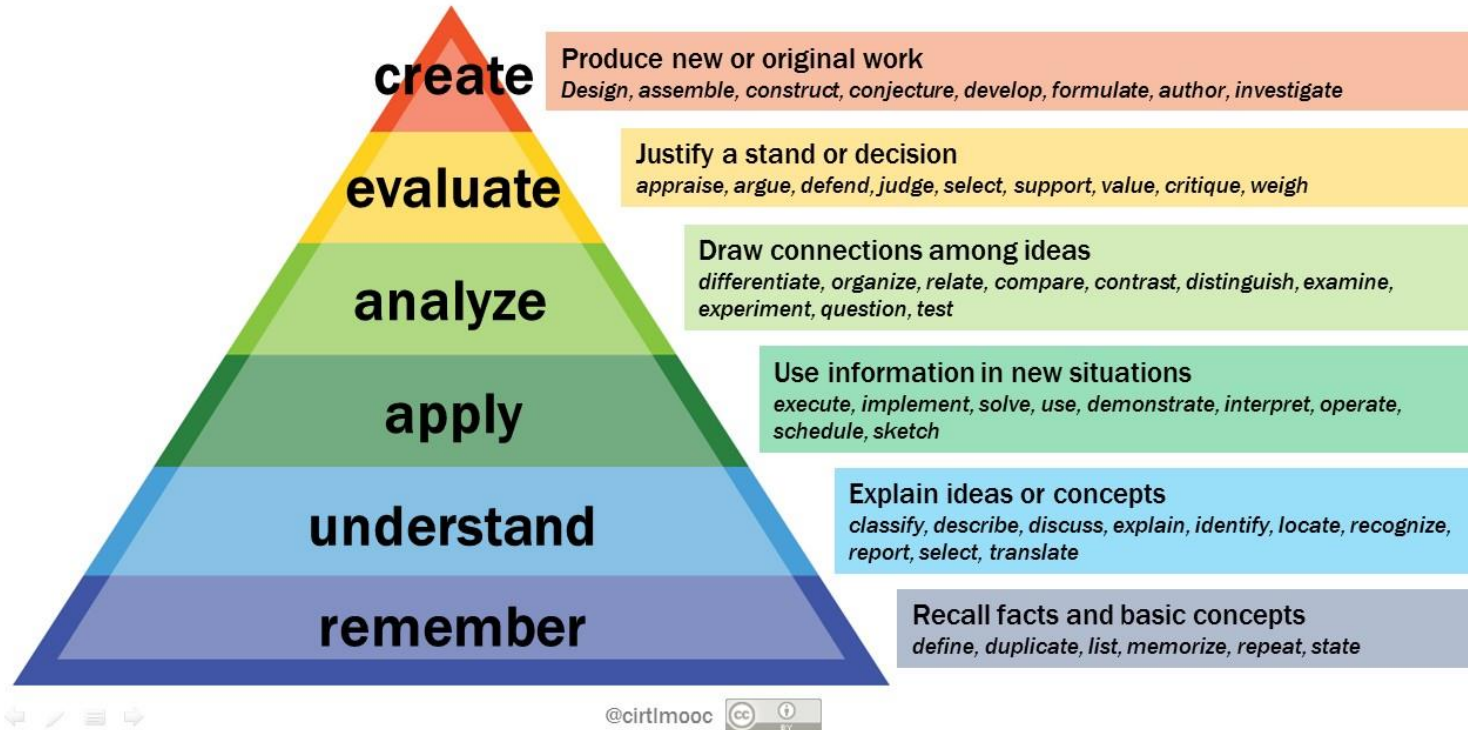 create
Produce new or original work
Design, assemble, construct, conjecture, develop, formulate, author, investigate
evaluate
Justify a stand or decision
appraise, argue, defend, judge, select, support, value, critique, weigh
analyze
Draw connections among ideas
differentiate, organize, relate, compare, contrast, distinguish, examine,
experiment, question, test
apply
Use information in new situations
execute, implement, solve, use, demonstrate, interpret, operate,
schedule, sketch
understand
Explain ideas or concepts
classify, describe, discuss, explain, identify, locate, recognize,
report, select, translate
remember
Recall facts and basic concepts
define, duplicate, list, memorize, repeat, state
@cirtlmooc
cc
BY